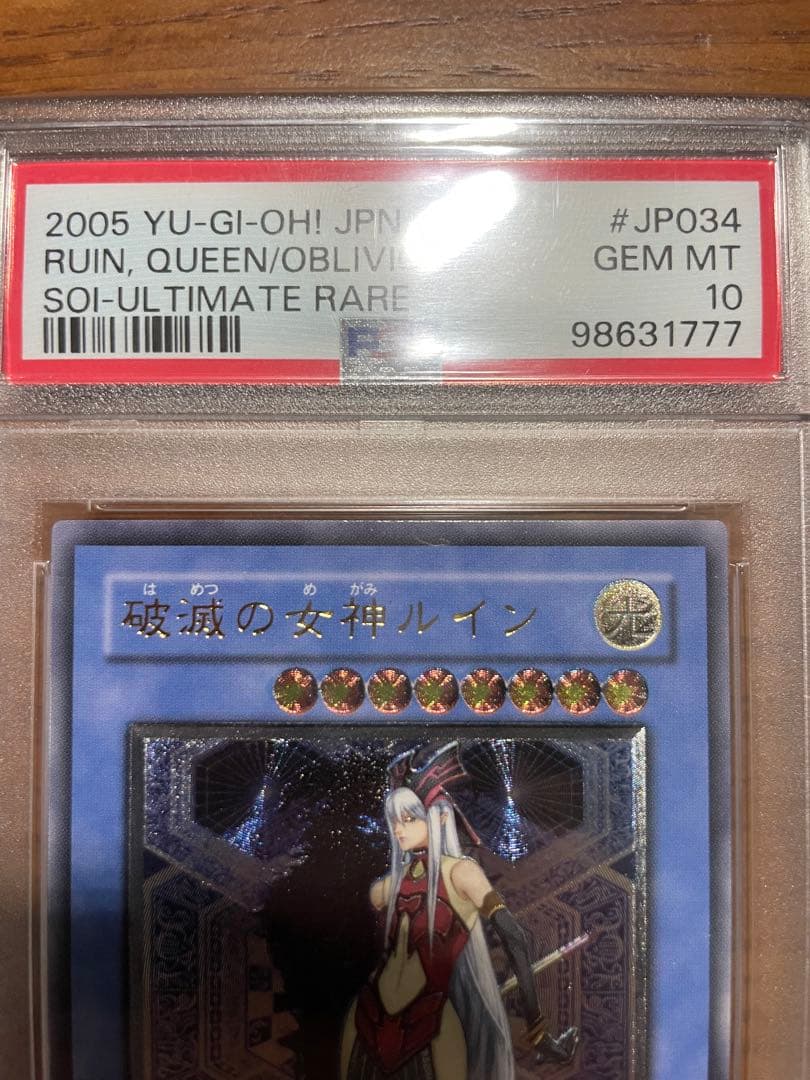 2005 YU-GI-OH! JPN #JP034
RUIN, QUEEN/OBLIVI GEM MT
SOI-ULTIMATE RARE 10
98631777
は めつ め がみ
破滅の女神ルイン
光